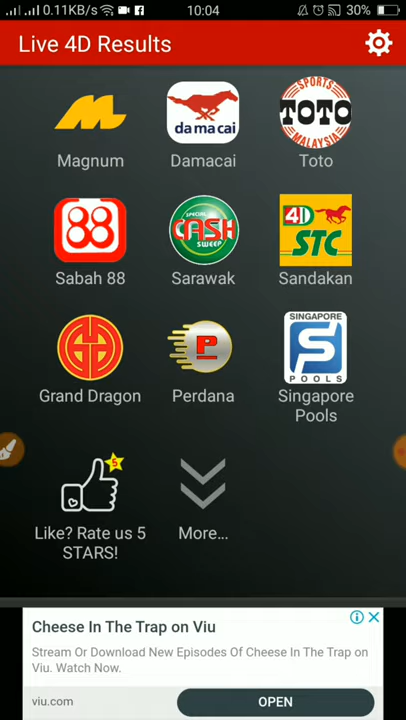 0.11KB/s
10:04
30%
Live 4D Results
da ma cai
SPORTS
TOTO
MALAYSIA
Magnum
Damacai
Toto
88
SPECIAL
CASH
SWEEP
4D
STC
Sabah 88
Sarawak
Sandakan
P
SINGAPORE
S
POOLS
Grand Dragon
Perdana
Singapore
Pools
5
Like? Rate us 5
STARS!
More...
Cheese In The Trap on Viu
Stream Or Download New Episodes Of Cheese In The Trap on
Viu. Watch Now.
viu.com
OPEN